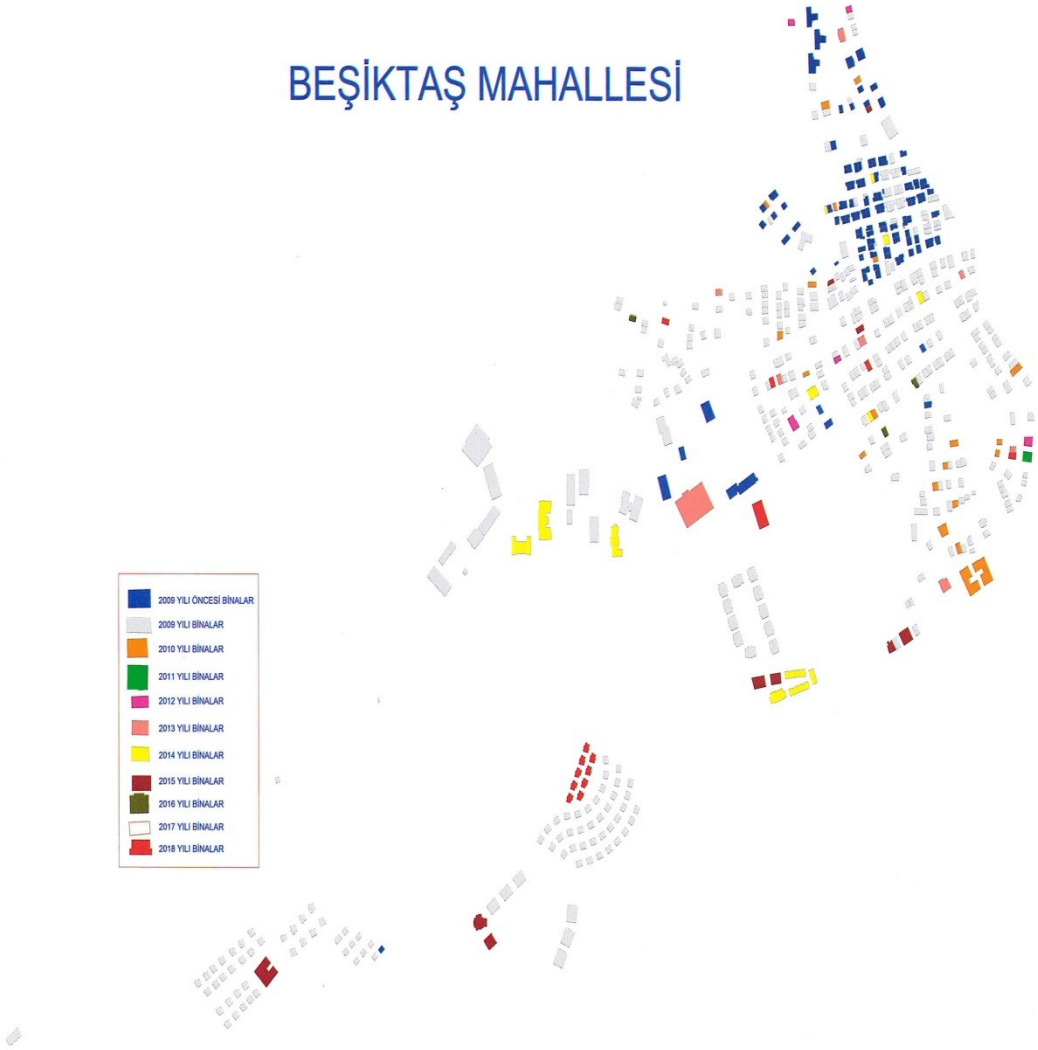 BEŞİKTAŞ MAHALLESİ
2009 YILI ÖNCESİ BİNALAR
2009 YILI BİNALAR
2010 YILI BİNALAR
2011 YILI BİNALAR
2012 YILI BİNALAR
2013 YILI BİNALAR
2014 YILI BİNALAR
2015 YILI BİNALAR
2016 YILI BİNALAR
2017 YILI BİNALAR
2018 YILI BİNALAR